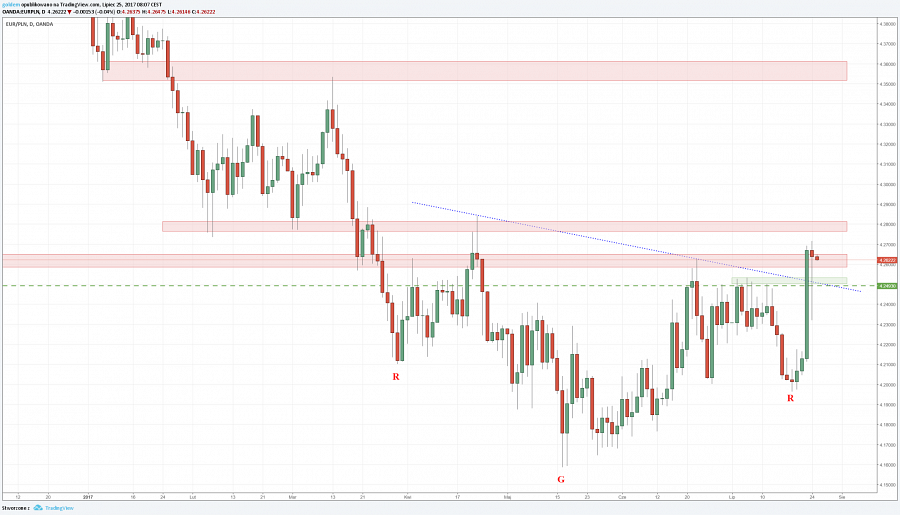 goldem opublikowano na TradingView.com, Lipiec 25, 2017 08:07 CEST
OANDA:EURPLN, D 4.26222 ▼ −0.00153 (−0.04%) O:4.26375 H:4.26475 L:4.26146 C:4.26222
EUR/PLN, D, OANDA
4.38000
4.37000
4.36000
4.35000
4.34000
4.33000
4.32000
4.31000
4.30000
4.29000
4.28000
4.27000
4.26222
4.24000
4.23000
4.22000
4.21000
4.20000
4.19000
4.18000
4.17000
4.16000
4.15000
R
R
G
12 20 2017 16 24 Lut 13 21 Mar 13 21 Kwi 17 24 Maj 15 23 Cze 12 20 Lip 10 24 Sie
Stworzone z TradingView